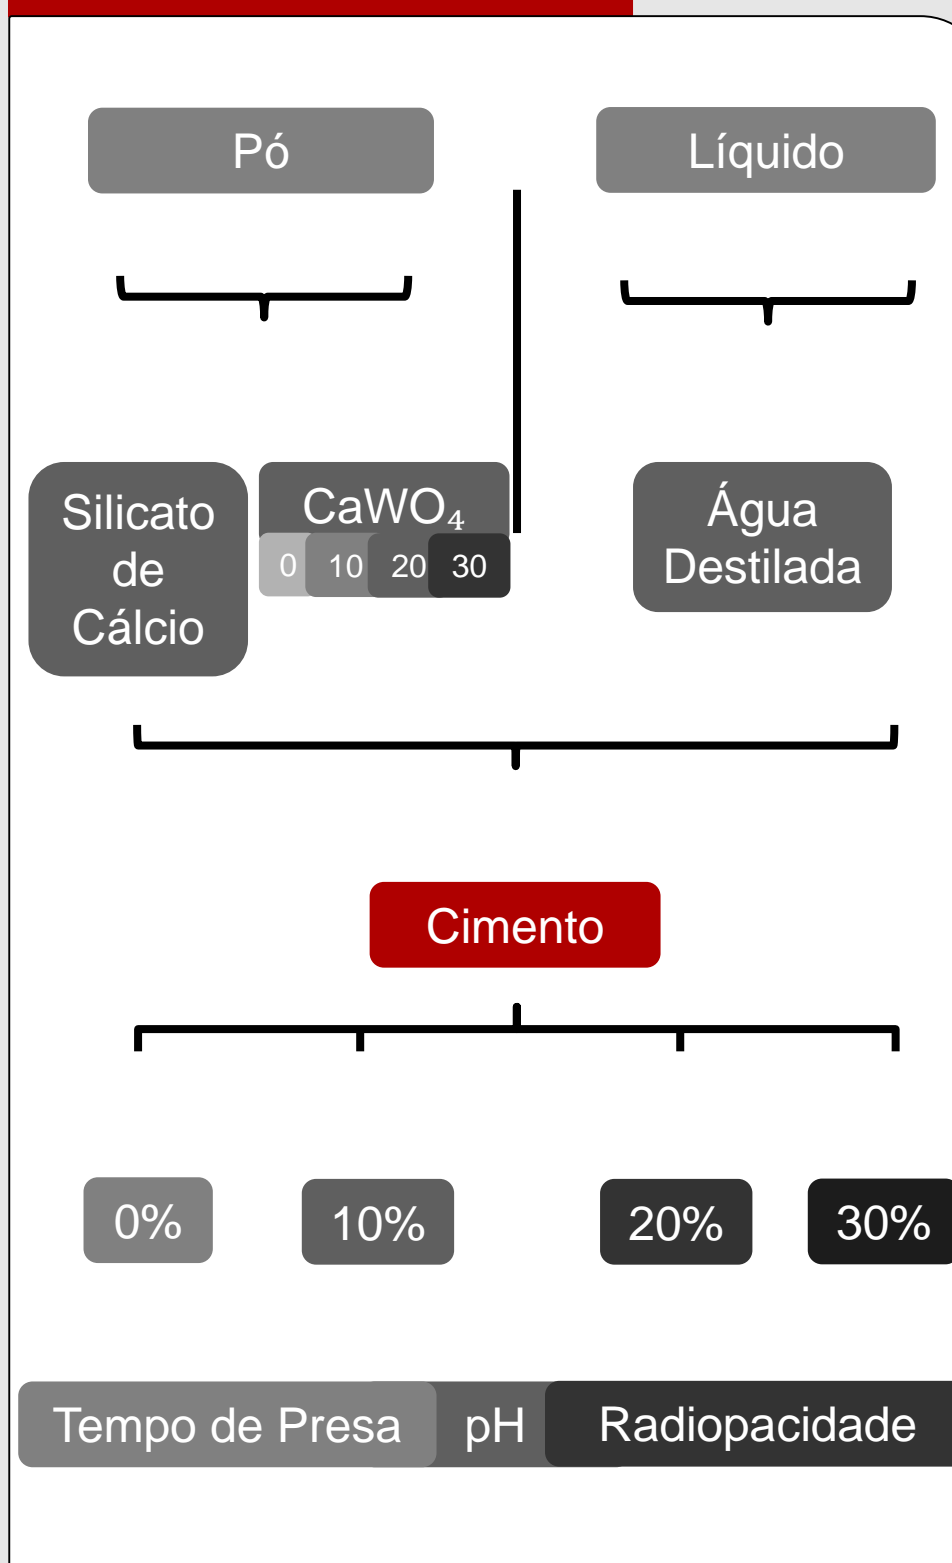 Pó
Líquido
Silicato
de
Cálcio
CaWO₄
0 10 20 30
Água
Destilada
Cimento
0% 10% 20% 30%
Tempo de Presa pH Radiopacidade